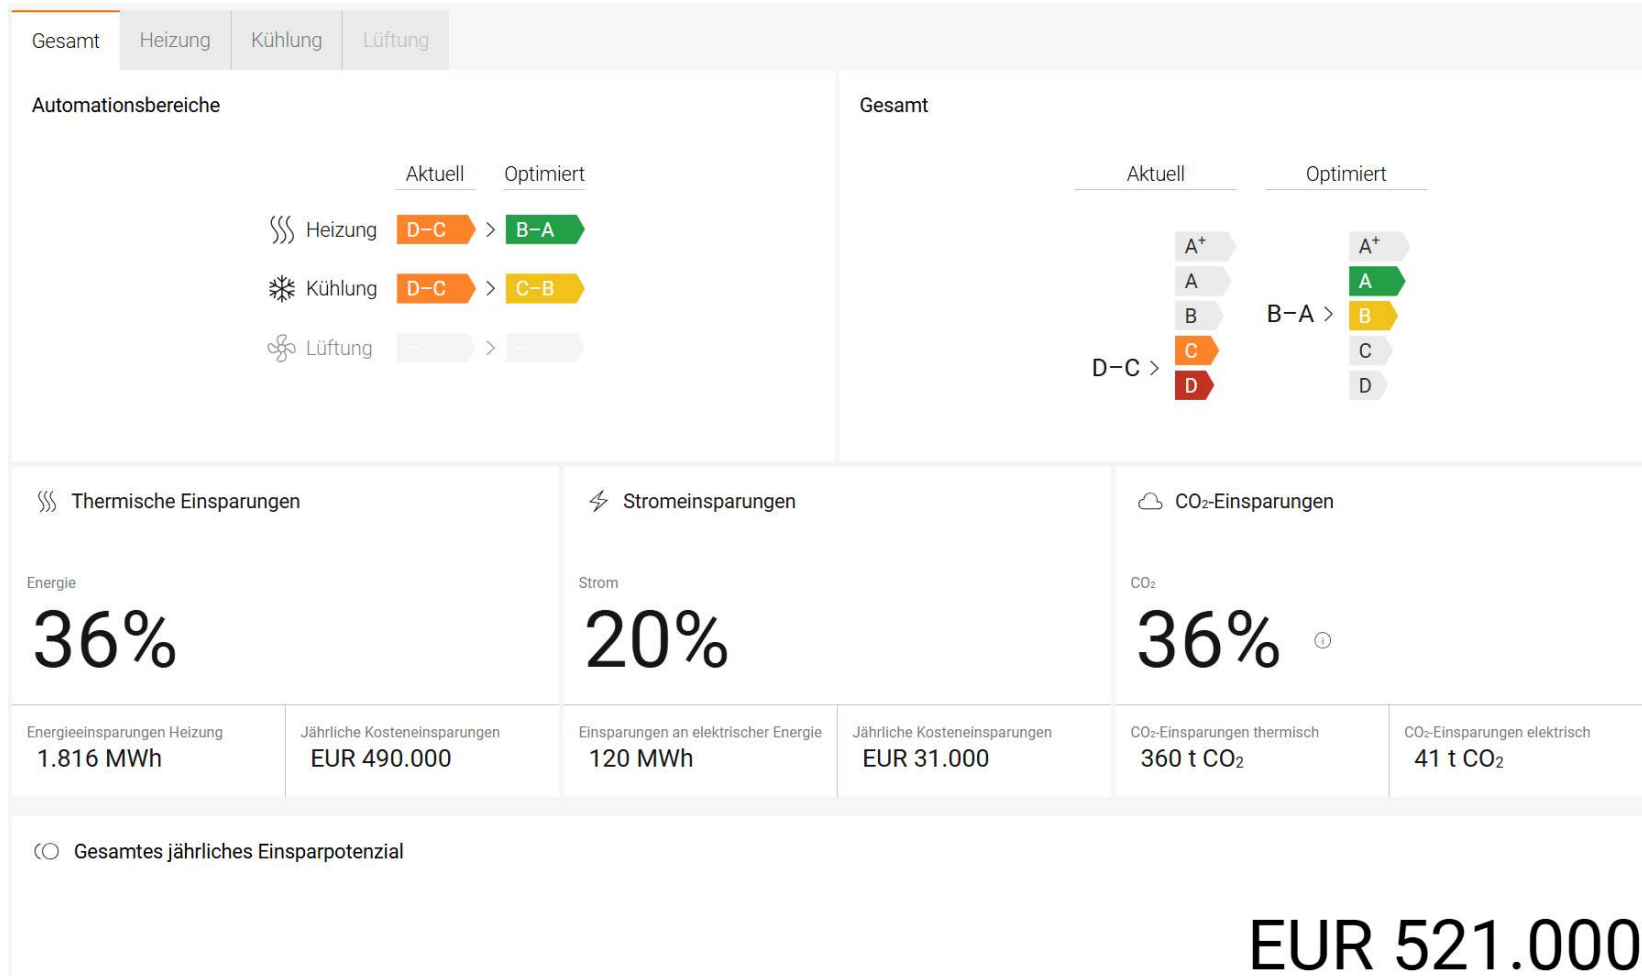 Gesamt Heizung Kühlung Lüftung
Automationsbereiche
Aktuell Optimiert
Heizung D–C > B–A
Kühlung D–C > C–B
Lüftung – > –
Gesamt
Aktuell Optimiert
A+ A+
A A
B B–A > B
C C
D–C > D D
Thermische Einsparungen
Energie
36%
Energieeinsparungen Heizung
1.816 MWh
Jährliche Kosteneinsparungen
EUR 490.000
Stromeinsparungen
Strom
20%
Einsparungen an elektrischer Energie
120 MWh
Jährliche Kosteneinsparungen
EUR 31.000
CO₂-Einsparungen
CO₂
36%
CO₂-Einsparungen thermisch
360 t CO₂
CO₂-Einsparungen elektrisch
41 t CO₂
Gesamtes jährliches Einsparpotenzial
EUR 521.000